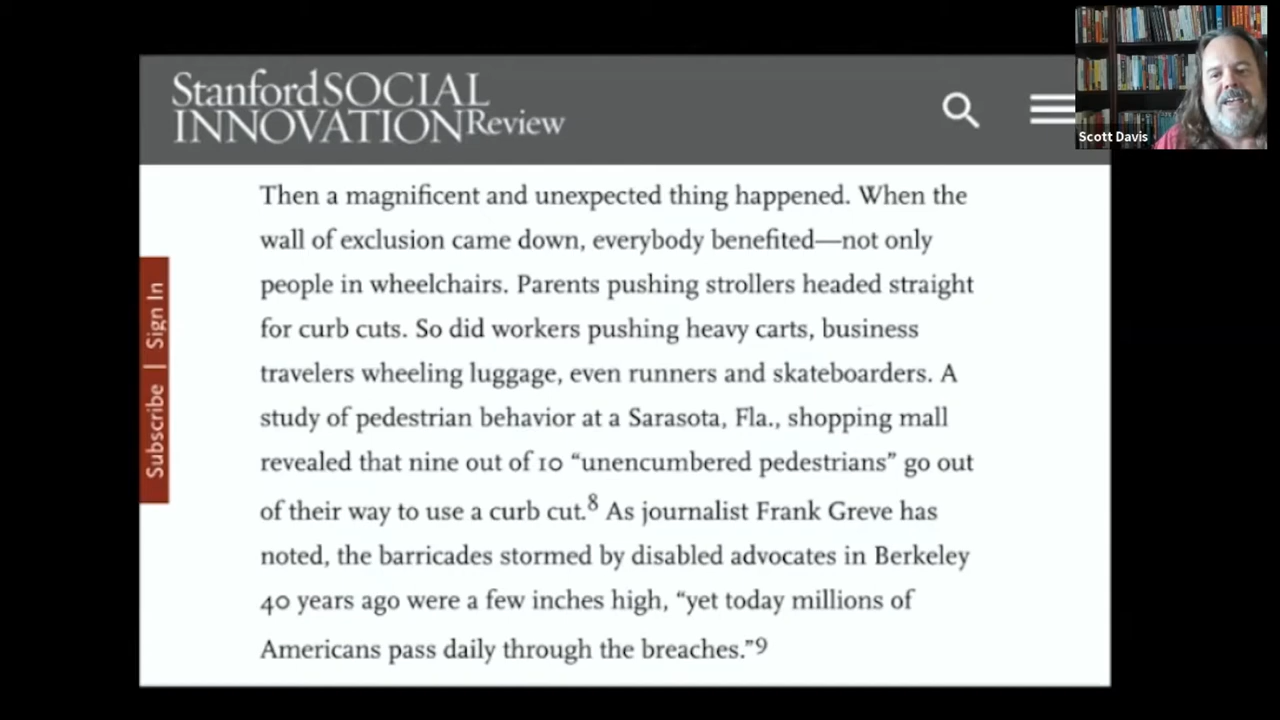 Stanford SOCIAL
INNOVATION Review
Scott Davis
Subscribe | Sign In
Then a magnificent and unexpected thing happened. When the
wall of exclusion came down, everybody benefited—not only
people in wheelchairs. Parents pushing strollers headed straight
for curb cuts. So did workers pushing heavy carts, business
travelers wheeling luggage, even runners and skateboarders. A
study of pedestrian behavior at a Sarasota, Fla., shopping mall
revealed that nine out of 10 “unencumbered pedestrians” go out
of their way to use a curb cut.8 As journalist Frank Greve has
noted, the barricades stormed by disabled advocates in Berkeley
40 years ago were a few inches high, “yet today millions of
Americans pass daily through the breaches.”9